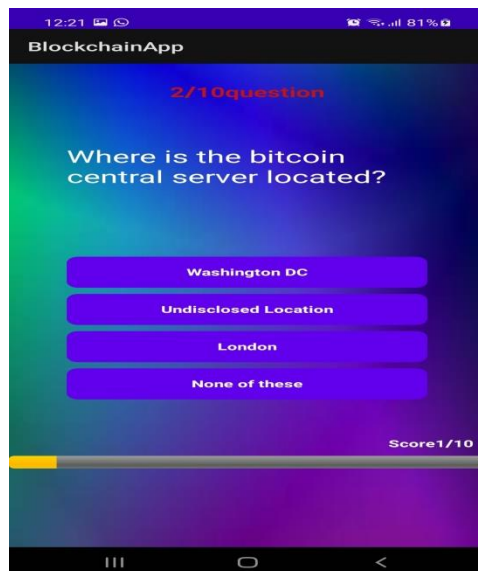 12:21 81%
BlockchainApp
2/10question
Where is the bitcoin
central server located?
Washington DC
Undisclosed Location
London
None of these
Score1/10